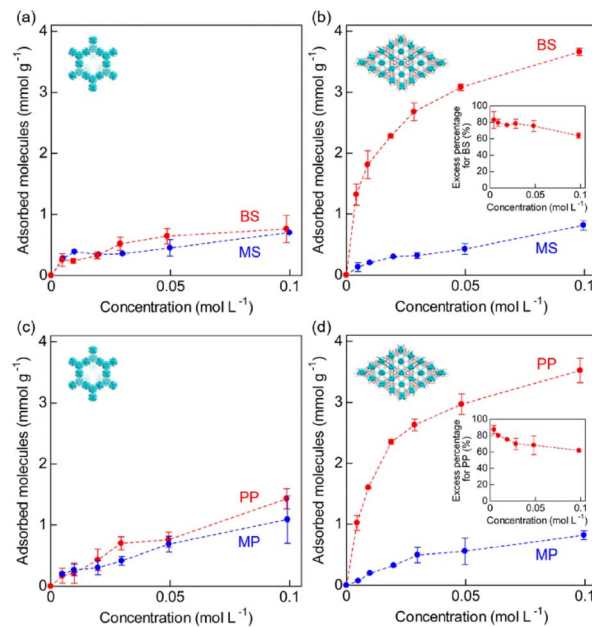 (a)
4
3
2
1
0
Adsorbed molecules (mmol g⁻¹)
BS
MS
0
0.05
0.1
Concentration (mol L⁻¹)
(b)
4
3
2
1
0
Adsorbed molecules (mmol g⁻¹)
BS
MS
100
80
60
40
20
0
Excess percentage
for BS (%)
0.05
0.1
Concentration (mol L⁻¹)
0
0.05
0.1
Concentration (mol L⁻¹)
(c)
4
3
2
1
0
Adsorbed molecules (mmol g⁻¹)
PP
MP
0
0.05
0.1
Concentration (mol L⁻¹)
(d)
4
3
2
1
0
Adsorbed molecules (mmol g⁻¹)
PP
MP
100
80
60
40
20
0
Excess percentage
for PP (%)
0.05
0.1
Concentration (mol L⁻¹)
0
0.05
0.1
Concentration (mol L⁻¹)